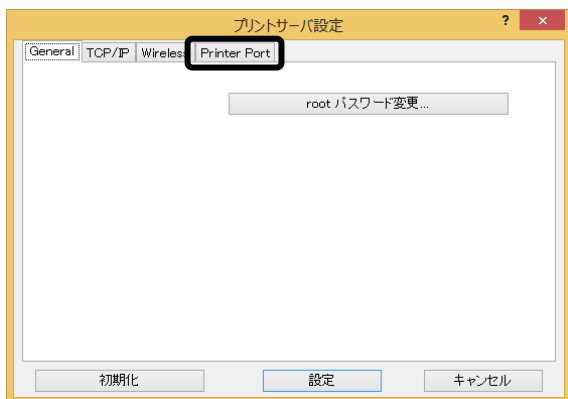 プリントサーバ設定 ? ×
General TCP/IP Wireless Printer Port
root パスワード変更...
初期化 設定 キャンセル